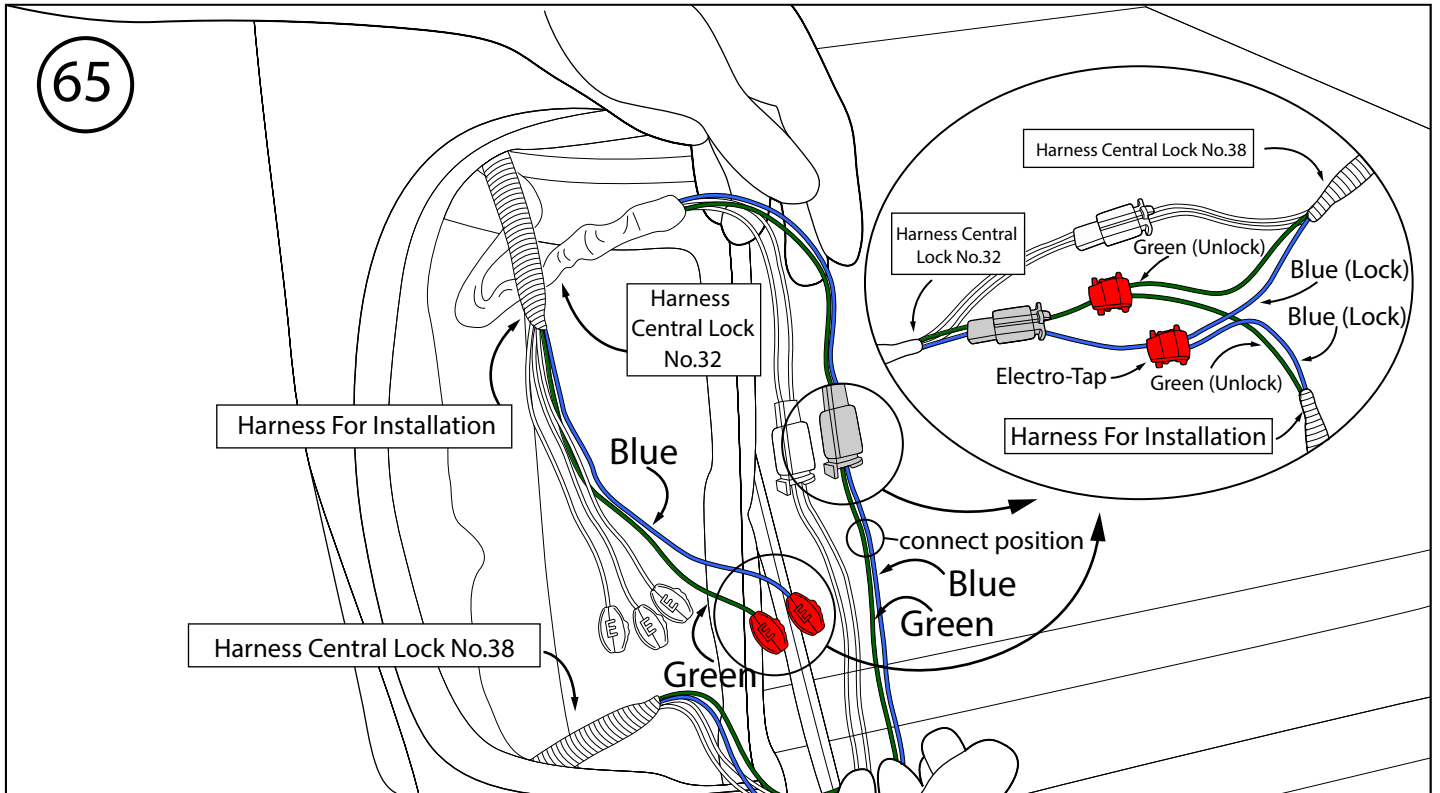 65
Harness Central Lock No.38
Harness Central
Lock No.32
Green (Unlock)
Blue (Lock)
Blue (Lock)
Electro-Tap
Green (Unlock)
Harness For Installation
Harness
Central Lock
No.32
Harness For Installation
Blue
connect position
Blue
Green
Harness Central Lock No.38
Green
E
E
E
E
E